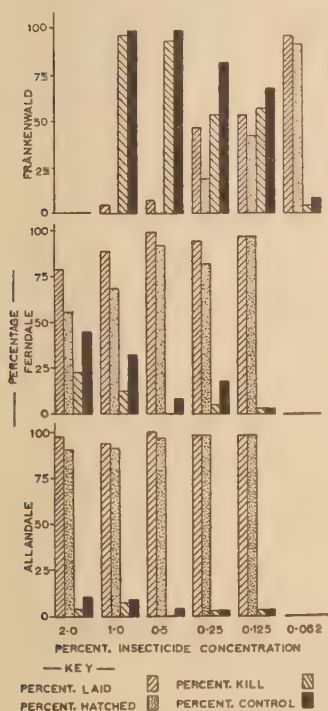 100
75
50
25
0
FRANKENWALD
75
50
25
0
FERNDALE
— PERCENTAGE —
100
75
50
25
0
ALLANDALE
2·0 1·0 0·5 0·25 0·125 0·062
PERCENT. INSECTICIDE CONCENTRATION
— KEY —
PERCENT. LAID PERCENT. KILL
PERCENT. HATCHED PERCENT. CONTROL